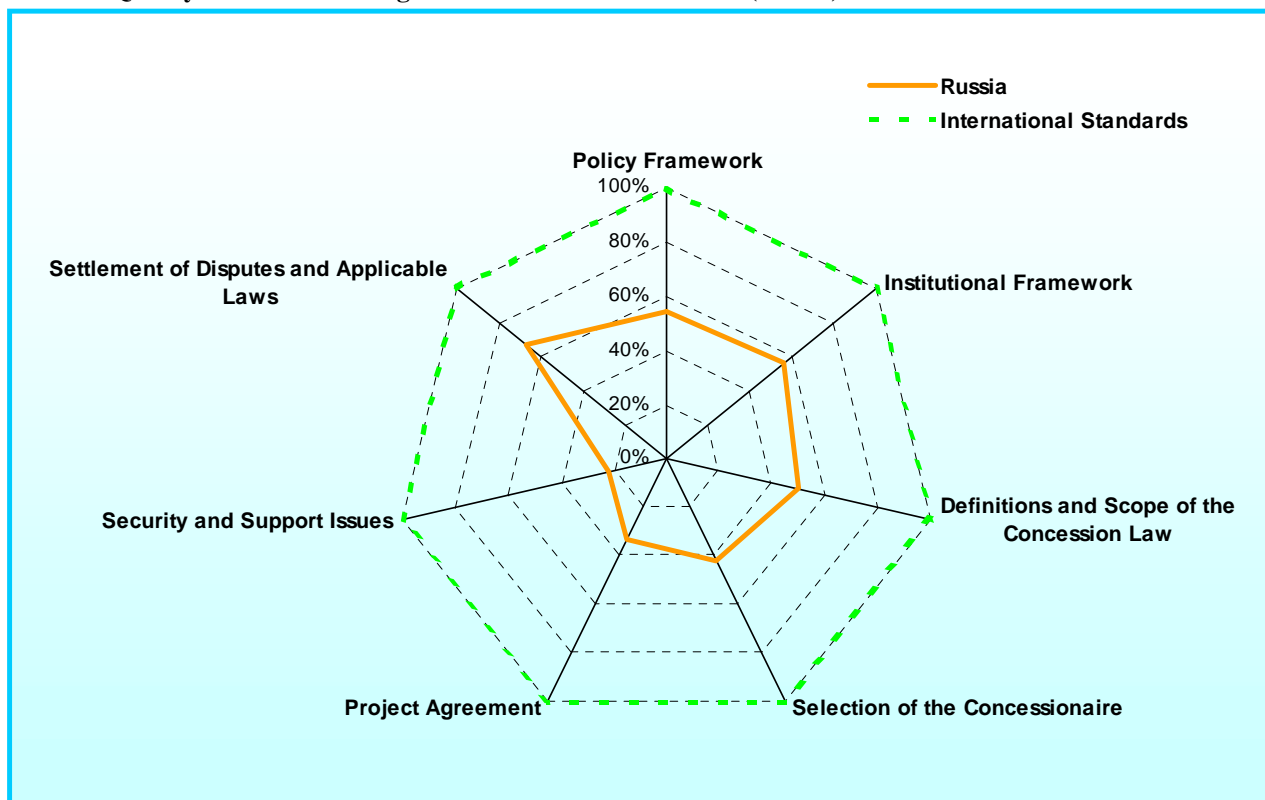 Russia
International Standards
Policy Framework
100%
80%
60%
40%
20%
0%
Settlement of Disputes and Applicable
Laws
Institutional Framework
Definitions and Scope of the
Concession Law
Security and Support Issues
Project Agreement
Selection of the Concessionaire